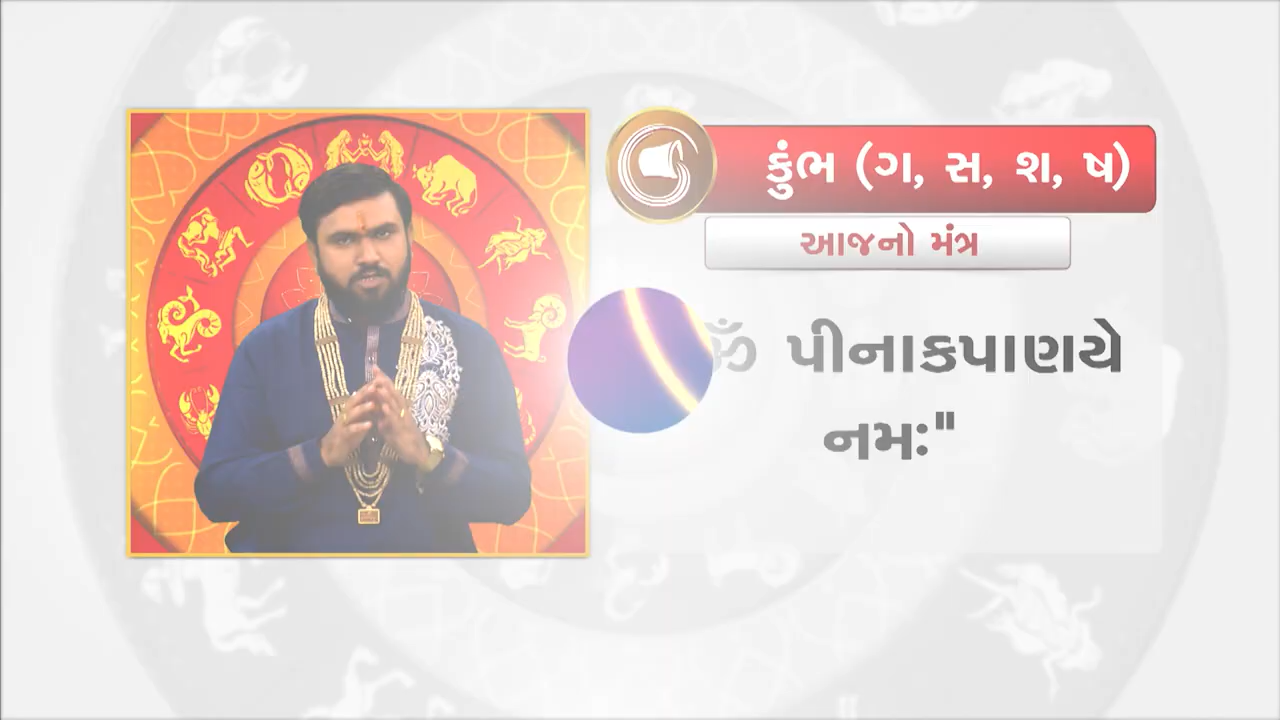 કુંભ (ગ, સ, શ, ષ)
આજનો મંત્ર
ૐ પીનાકપાણયે
નમઃ"